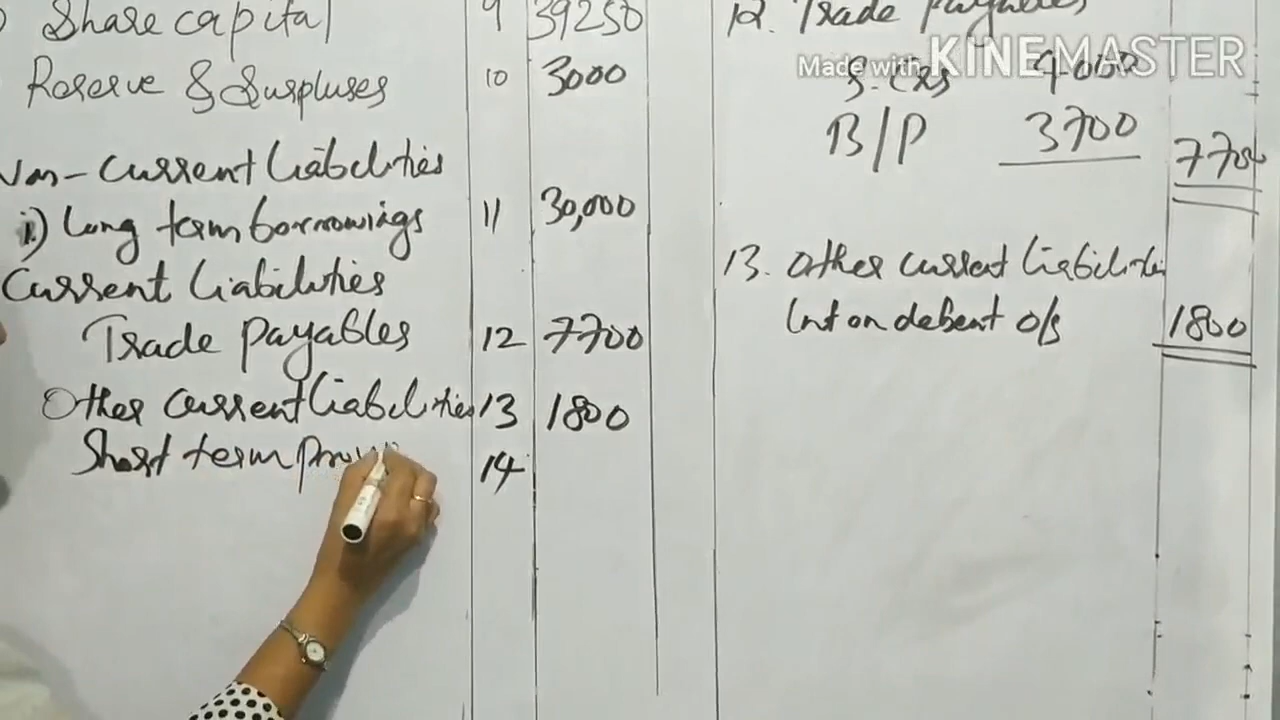 Share capital 9 39250
Reserve & Surpluses 10 3000
Non-Current Liabilities
i) Long term borrowings 11 30,000
Current Liabilities
Trade Payables 12 7700
Other Current Liabilities 13 1800
Short term prov 14
12. Trade Payables
Made with KINEMASTER
S. Crs 4000
B/P 3700 7700
13. Other current liabilities
Int on debent o/s 1800